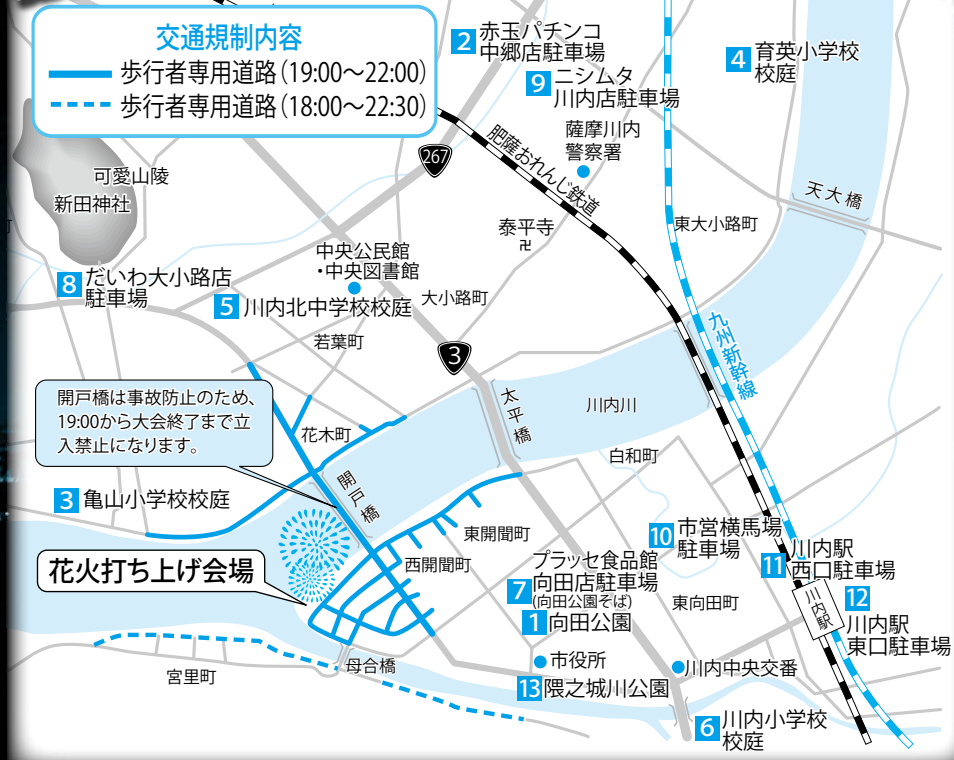 交通規制内容
歩行者専用道路(19:00〜22:00)
歩行者専用道路(18:00〜22:30)
2 赤玉パチンコ
中郷店駐車場
9 ニシムタ
川内店駐車場
4 育英小学校
校庭
薩摩川内
警察署
267
肥薩おれんじ鉄道
可愛山陵
新田神社
天大橋
泰平寺
卍
東大小路町
中央公民館
・中央図書館
8 だいわ大小路店
駐車場
5 川内北中学校校庭
大小路町
若葉町
3
九州新幹線
開戸橋は事故防止のため、
19:00から大会終了まで立
入禁止になります。
太平橋
川内川
花木町
白和町
3 亀山小学校校庭
開戸橋
東開聞町
西開聞町
10 市営横馬場
駐車場
花火打ち上げ会場
プラッセ食品館
7 向田店駐車場
(向田公園そば)
1 向田公園
東向田町
11 川内駅
西口駐車場
川内駅
12
川内駅
東口駐車場
宮里町
母合橋
市役所
川内中央交番
13 隈之城川公園
6 川内小学校
校庭